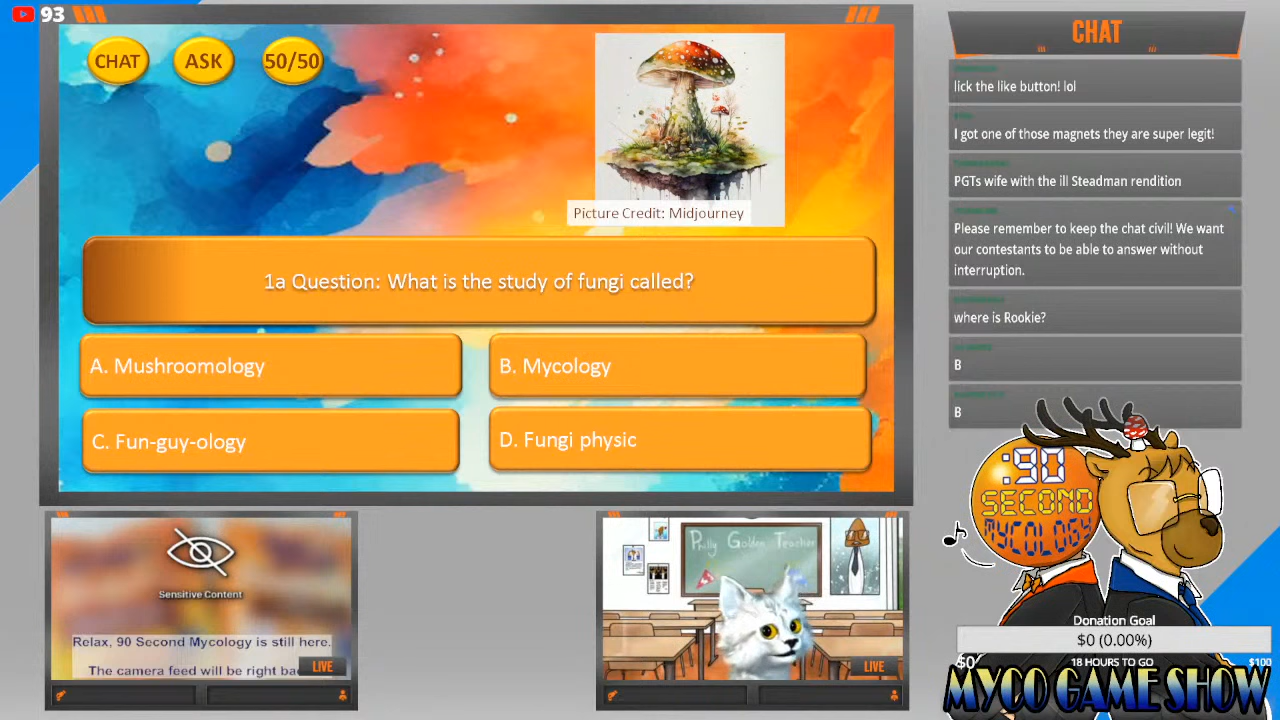 93
CHAT
ASK
50/50
Picture Credit: Midjourney
1a Question: What is the study of fungi called?
A. Mushroomology
B. Mycology
C. Fun-guy-ology
D. Fungi physic
Sensitive Content
Relax, 90 Second Mycology is still here.
The camera feed will be right
LIVE
Philly Golden Teacher
LIVE
CHAT
lick the like button! lol
I got one of those magnets they are super legit!
PGTs wife with the ill Steadman rendition
Please remember to keep the chat civil! We want
our contestants to be able to answer without
interruption.
where is Rookie?
B
B
:90
SECOND
MYCOLOGY
Donation Goal
$0 (0.00%)
$0
18 HOURS TO GO
$100
MYCO GAME SHOW